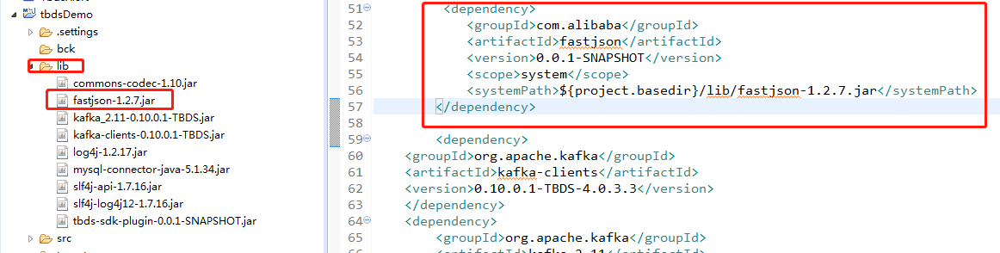 tbdsDemo
.settings
bck
lib
commons-codec-1.10.jar
fastjson-1.2.7.jar
kafka_2.11-0.10.0.1-TBDS.jar
kafka-clients-0.10.0.1-TBDS.jar
log4j-1.2.17.jar
mysql-connector-java-5.1.34.jar
slf4j-api-1.7.16.jar
slf4j-log4j12-1.7.16.jar
tbds-sdk-plugin-0.0.1-SNAPSHOT.jar
src
51 <dependency>
52 <groupId>com.alibaba</groupId>
53 <artifactId>fastjson</artifactId>
54 <version>0.0.1-SNAPSHOT</version>
55 <scope>system</scope>
56 <systemPath>${project.basedir}/lib/fastjson-1.2.7.jar</systemPath>
57 </dependency>
58
59 <dependency>
60 <groupId>org.apache.kafka</groupId>
61 <artifactId>kafka-clients</artifactId>
62 <version>0.10.0.1-TBDS-4.0.3.3</version>
63 </dependency>
64 <dependency>
65 <groupId>org.apache.kafka</groupId>